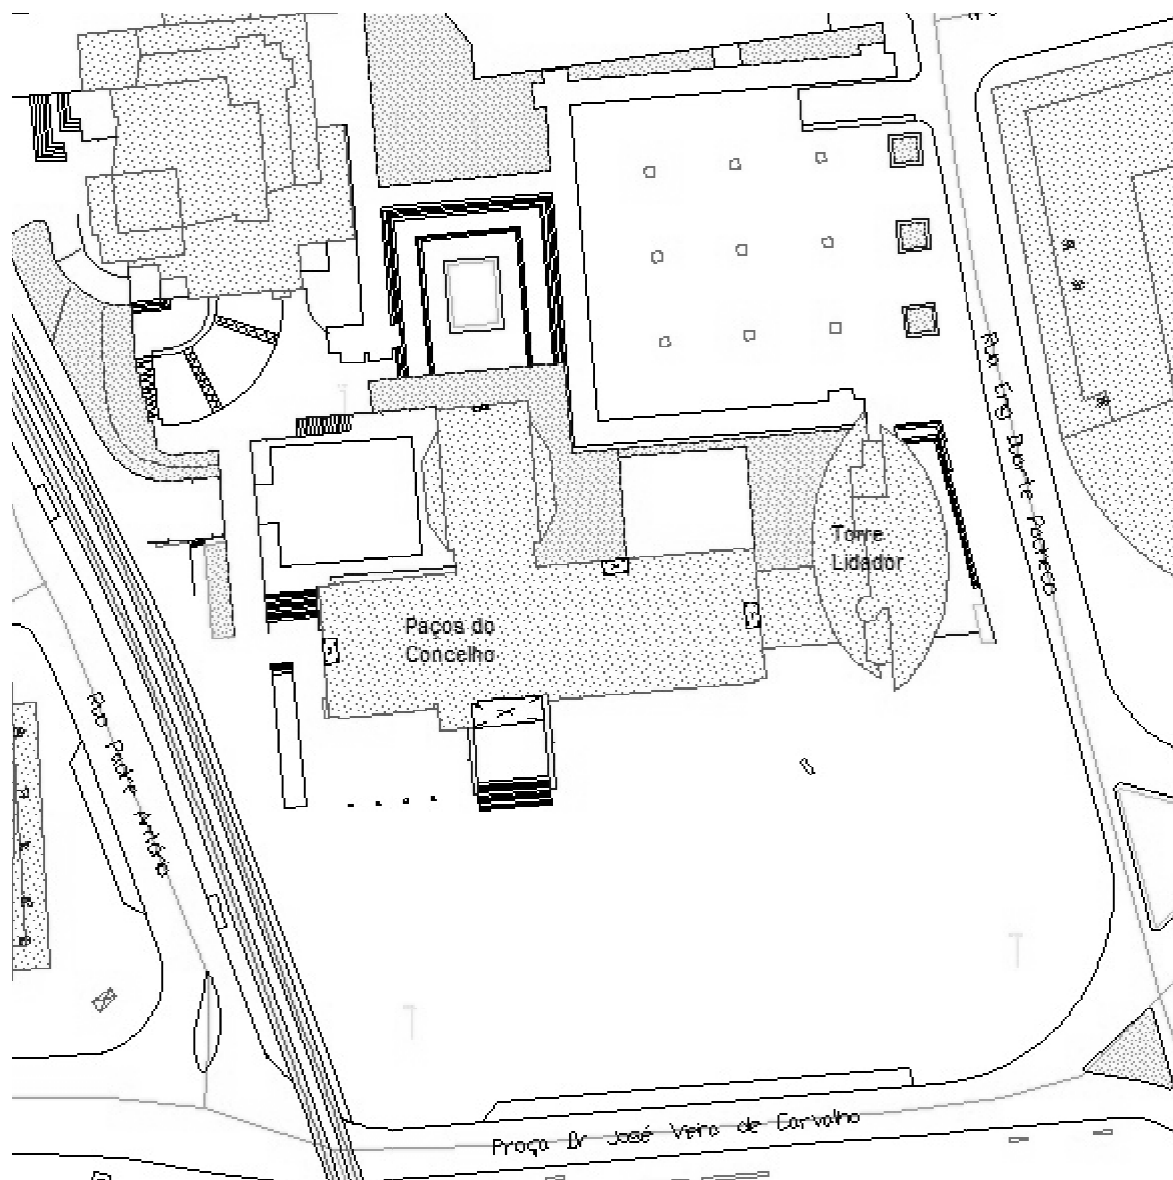 Rua Eng Duarte Pacheco
Torre
Lidador
Paços do
Concelho
Rua Padre António
Praça Dr José Vieira de Carvalho